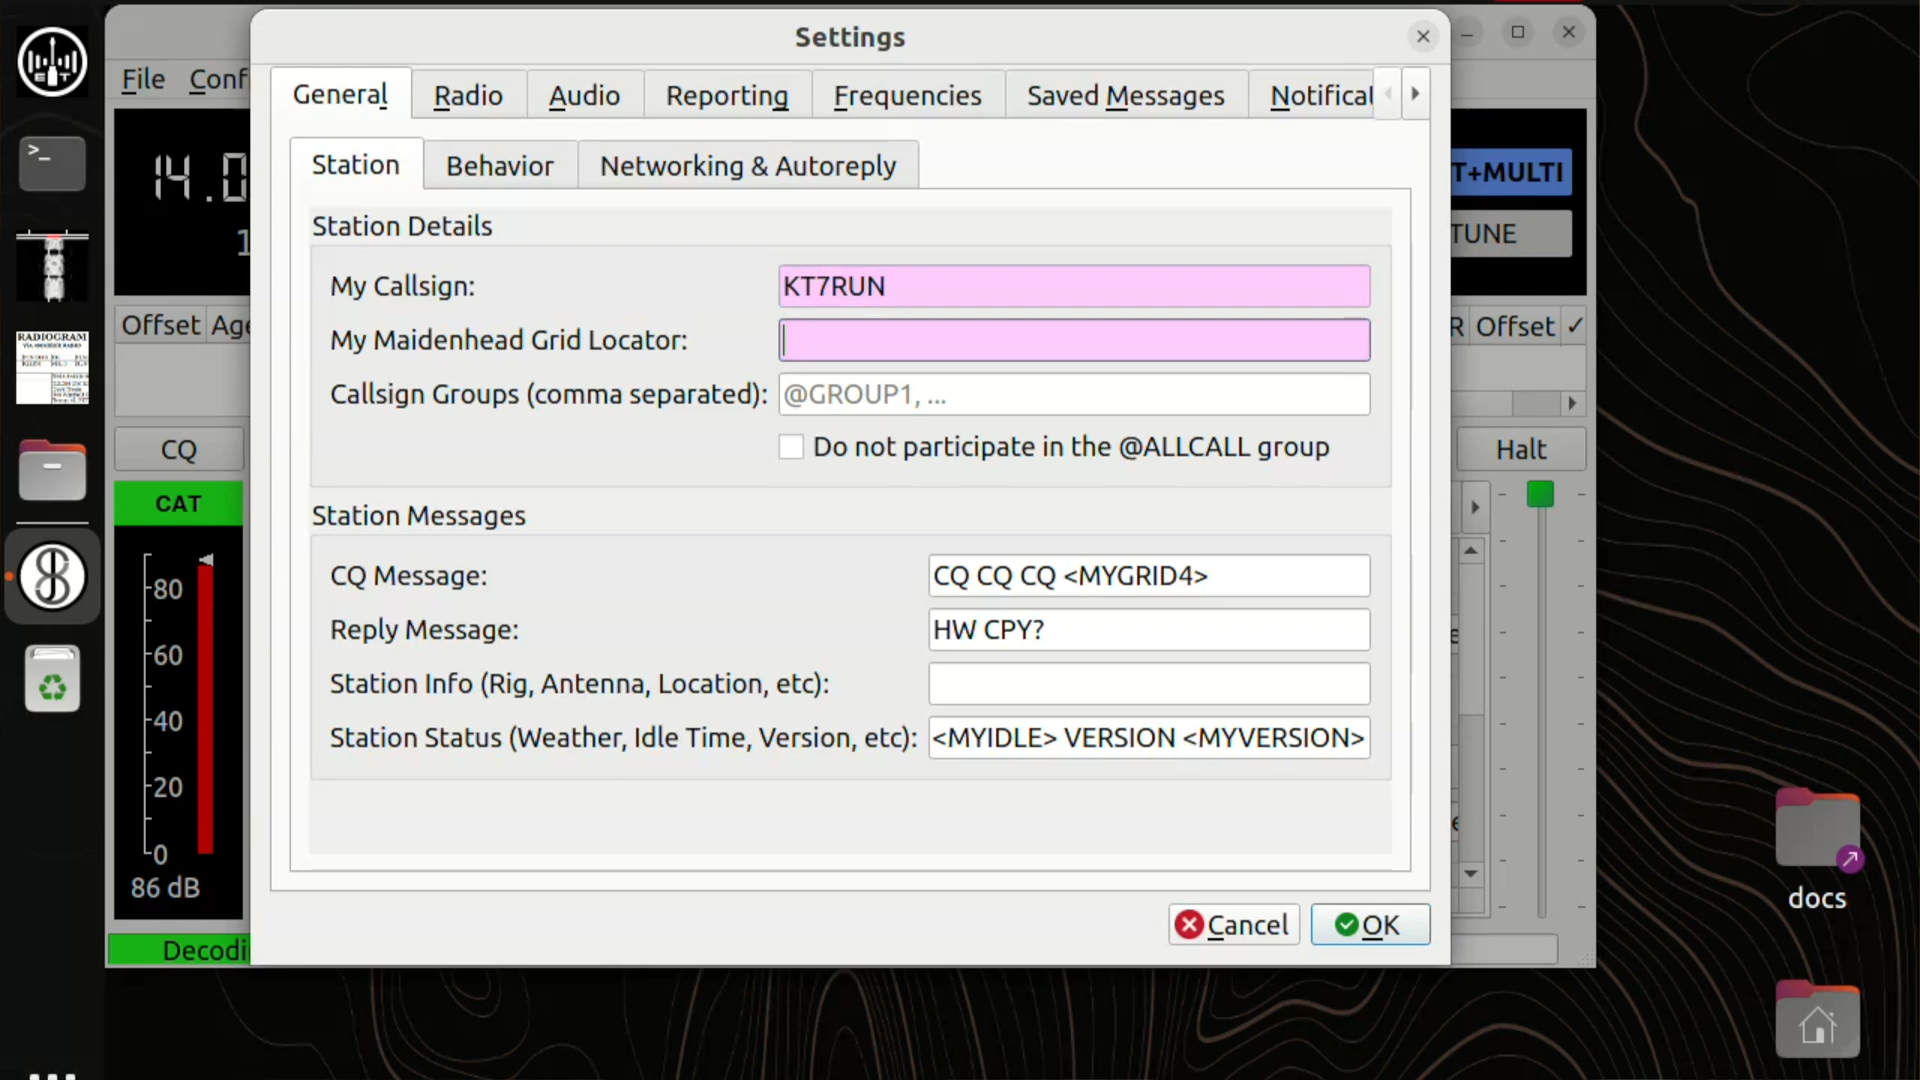 Settings
File Conf
General Radio Audio Reporting Frequencies Saved Messages Notificat
Station Behavior Networking & Autoreply
14.0
T+MULTI
TUNE
1
Station Details
My Callsign: KT7RUN
My Maidenhead Grid Locator:
Callsign Groups (comma separated): @GROUP1, ...
Do not participate in the @ALLCALL group
Offset Age
R Offset ✓
CQ
Halt
CAT
Station Messages
CQ Message: CQ CQ CQ <MYGRID4>
Reply Message: HW CPY?
Station Info (Rig, Antenna, Location, etc):
Station Status (Weather, Idle Time, Version, etc): <MYIDLE> VERSION <MYVERSION>
80
60
40
20
0
86 dB
Decodi
Cancel OK
RADIOGRAM
VIA AMATEUR RADIO
>_
docs